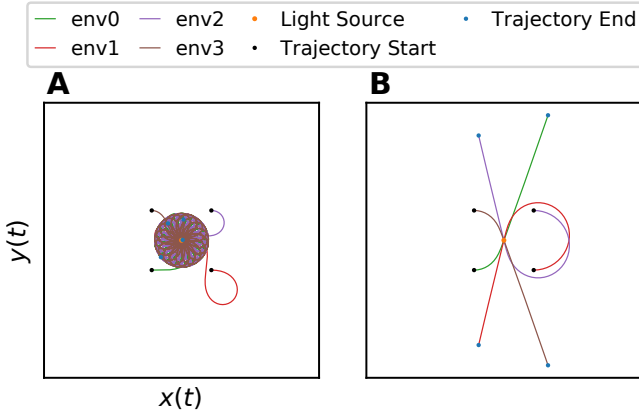 env0 env2 Light Source Trajectory End
env1 env3 Trajectory Start
A B
y(t)
x(t)